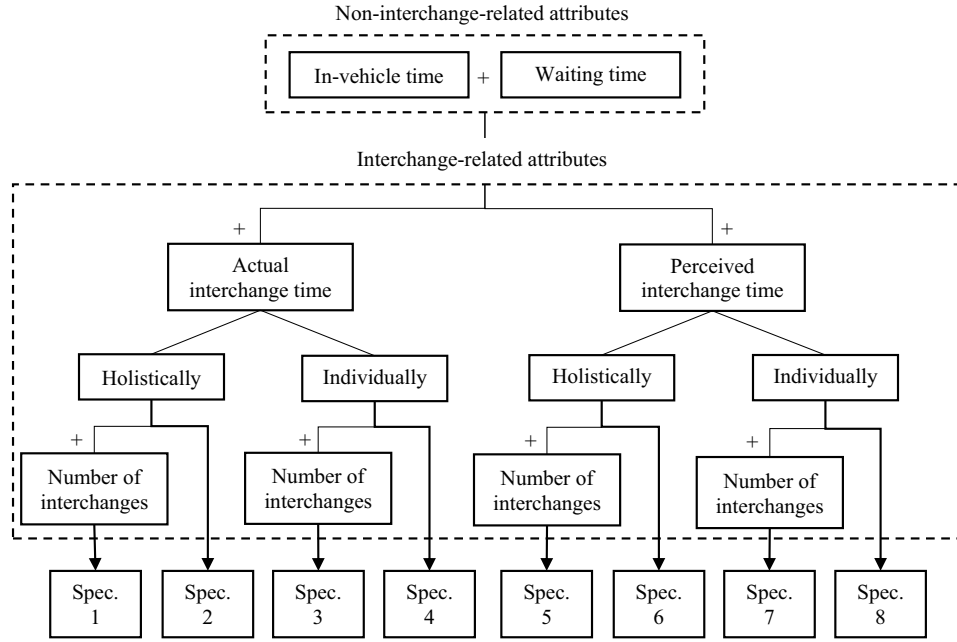 Non-interchange-related attributes
In-vehicle time + Waiting time
Interchange-related attributes
+ +
Actual
interchange time
Perceived
interchange time
Holistically Individually Holistically Individually
+ + + +
Number of
interchanges
Number of
interchanges
Number of
interchanges
Number of
interchanges
Spec.
1
Spec.
2
Spec.
3
Spec.
4
Spec.
5
Spec.
6
Spec.
7
Spec.
8